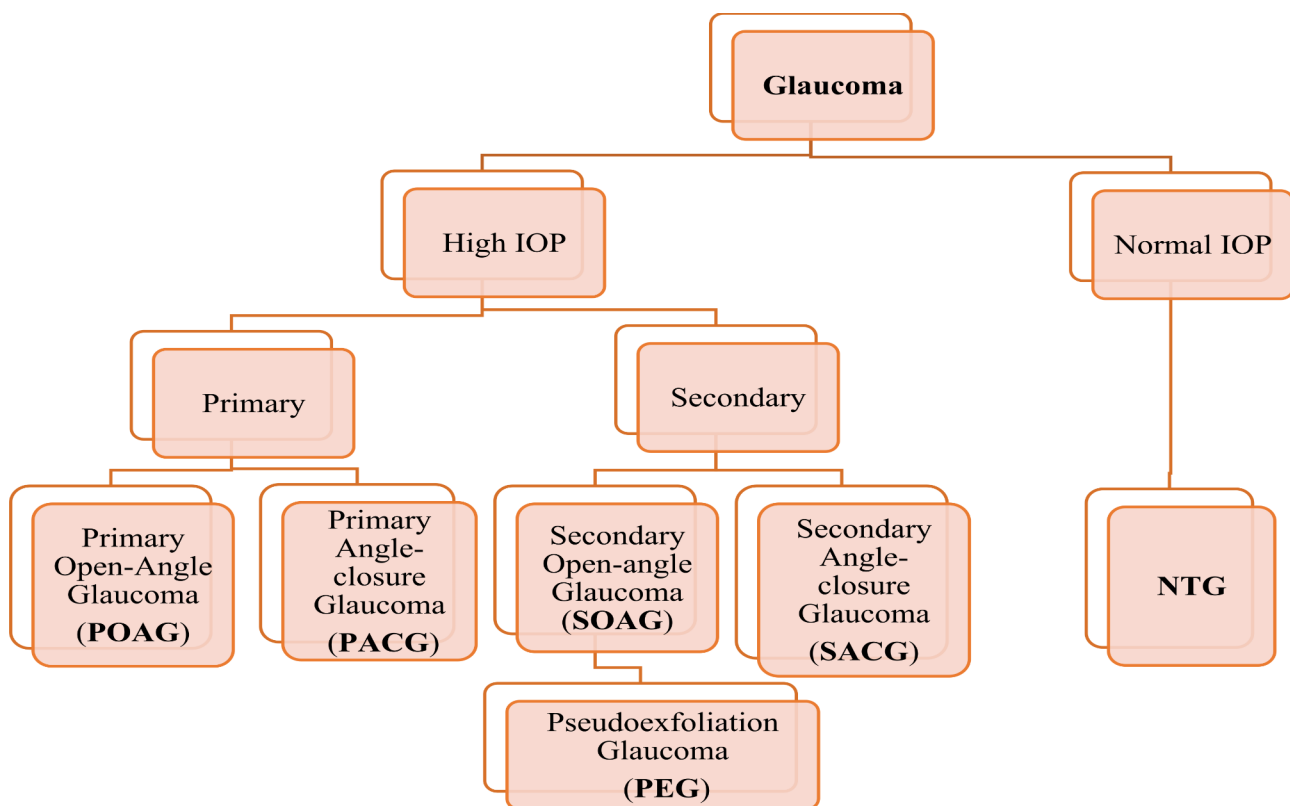 Glaucoma
High IOP
Normal IOP
Primary
Secondary
Primary
Open-Angle
Glaucoma
(POAG)
Primary
Angle-
closure
Glaucoma
(PACG)
Secondary
Open-angle
Glaucoma
(SOAG)
Secondary
Angle-
closure
Glaucoma
(SACG)
NTG
Pseudoexfoliation
Glaucoma
(PEG)